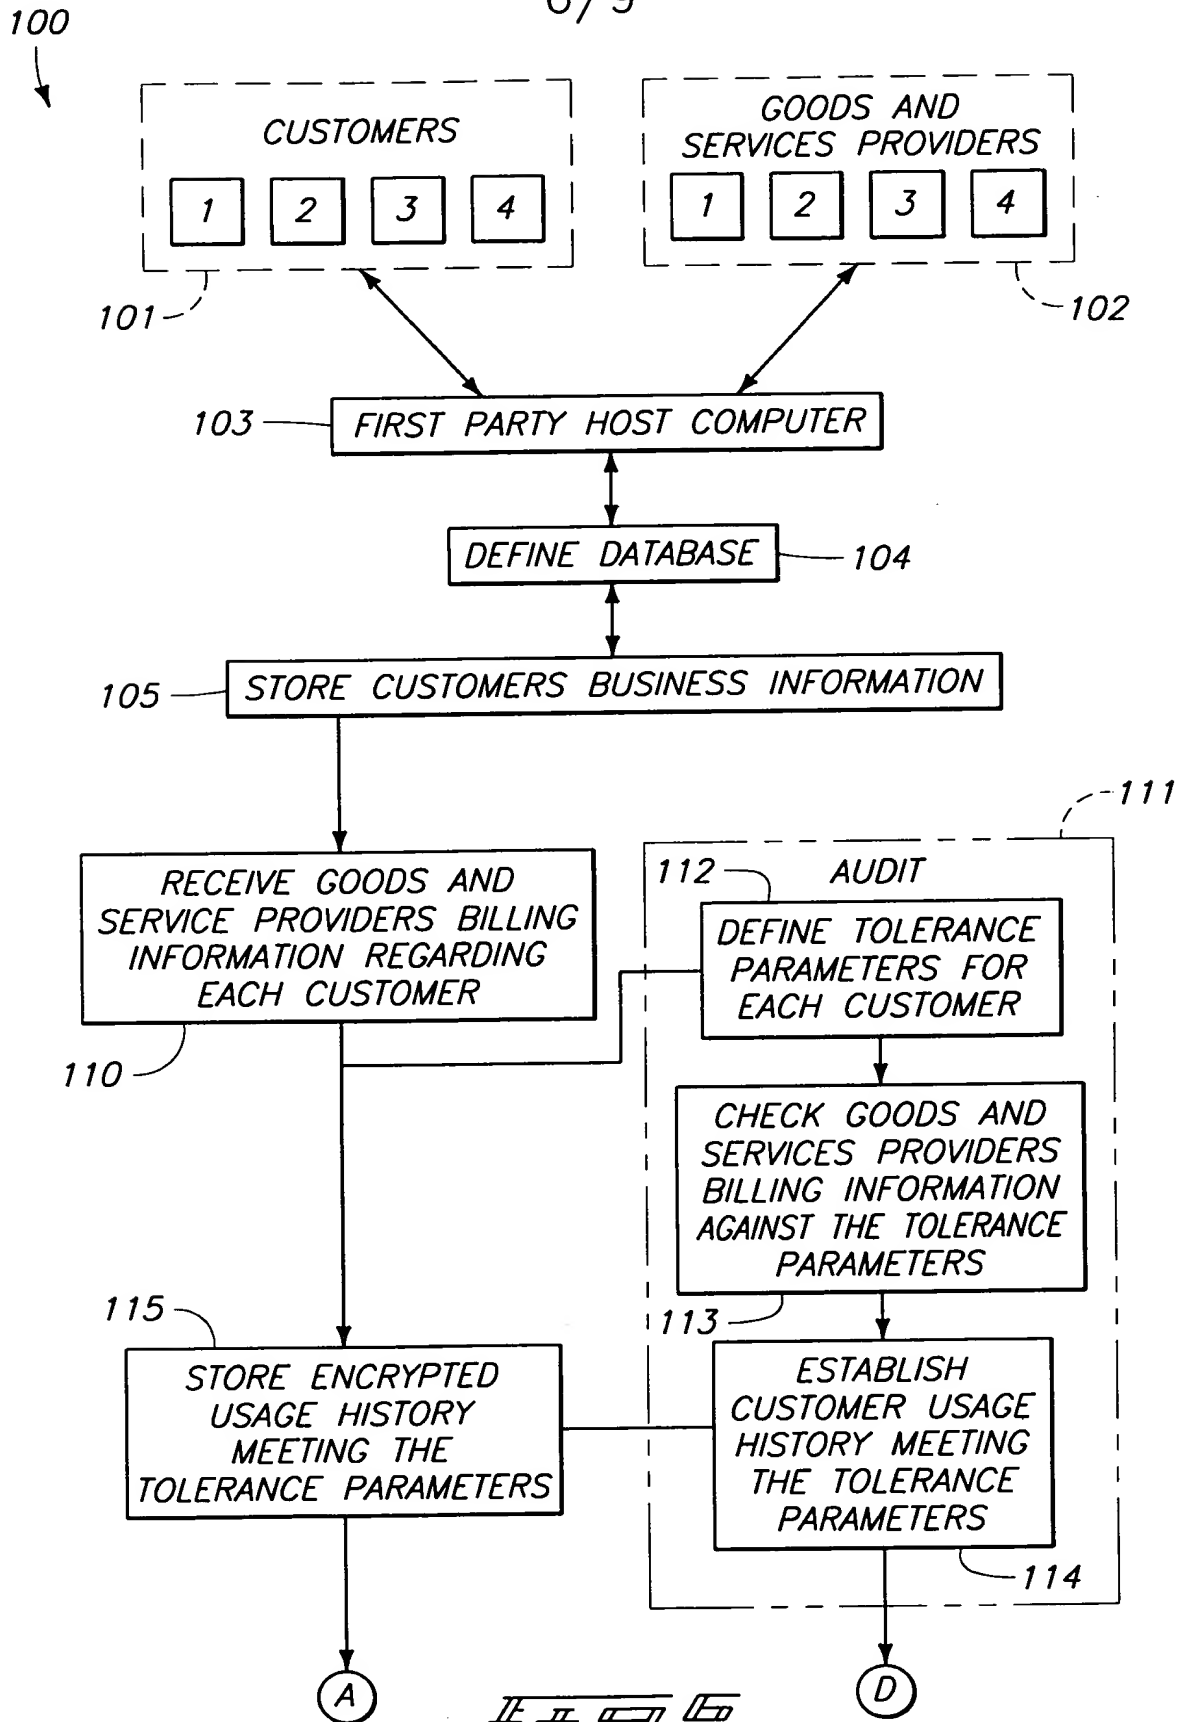 6/9
100
CUSTOMERS
1 2 3 4
101
GOODS AND
SERVICES PROVIDERS
1 2 3 4
102
103
FIRST PARTY HOST COMPUTER
DEFINE DATABASE
104
105
STORE CUSTOMERS BUSINESS INFORMATION
RECEIVE GOODS AND
SERVICE PROVIDERS BILLING
INFORMATION REGARDING
EACH CUSTOMER
110
111
AUDIT
112
DEFINE TOLERANCE
PARAMETERS FOR
EACH CUSTOMER
CHECK GOODS AND
SERVICES PROVIDERS
BILLING INFORMATION
AGAINST THE TOLERANCE
PARAMETERS
113
115
STORE ENCRYPTED
USAGE HISTORY
MEETING THE
TOLERANCE PARAMETERS
ESTABLISH
CUSTOMER USAGE
HISTORY MEETING
THE TOLERANCE
PARAMETERS
114
A
D
FIG 6